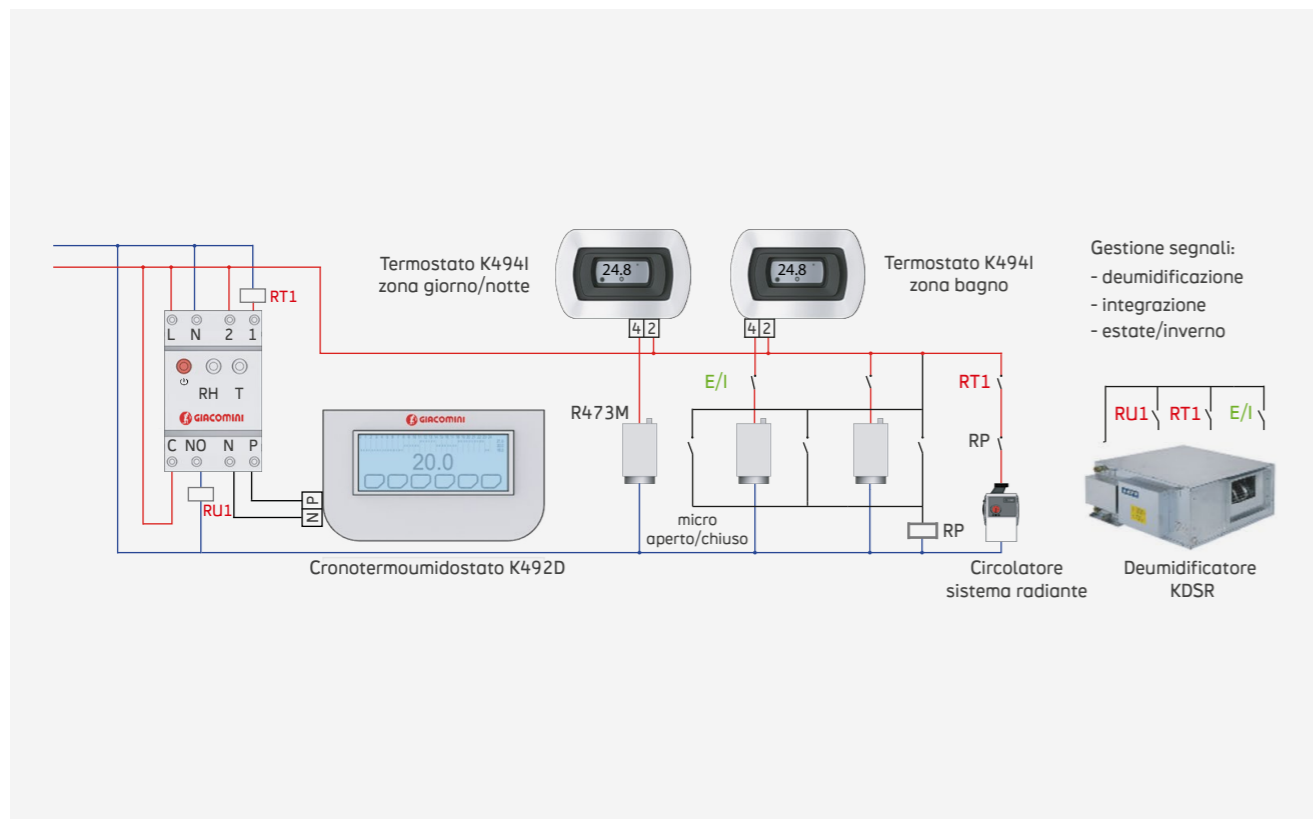 Termostato K494I
zona giorno/notte
24.8
4 2
Termostato K494I
zona bagno
24.8
4 2
Gestione segnali:
- deumidificazione
- integrazione
- estate/inverno
RT1
L N 2 1
RH T
GIACOMINI
C NO N P
RU1
P
N
GIACOMINI
20.0
Cronotermoumidostato K492D
R473M
E/I
micro
aperto/chiuso
RP
RT1
RP
Circolatore
sistema radiante
RU1 RT1 E/I
Deumidificatore
KDSR